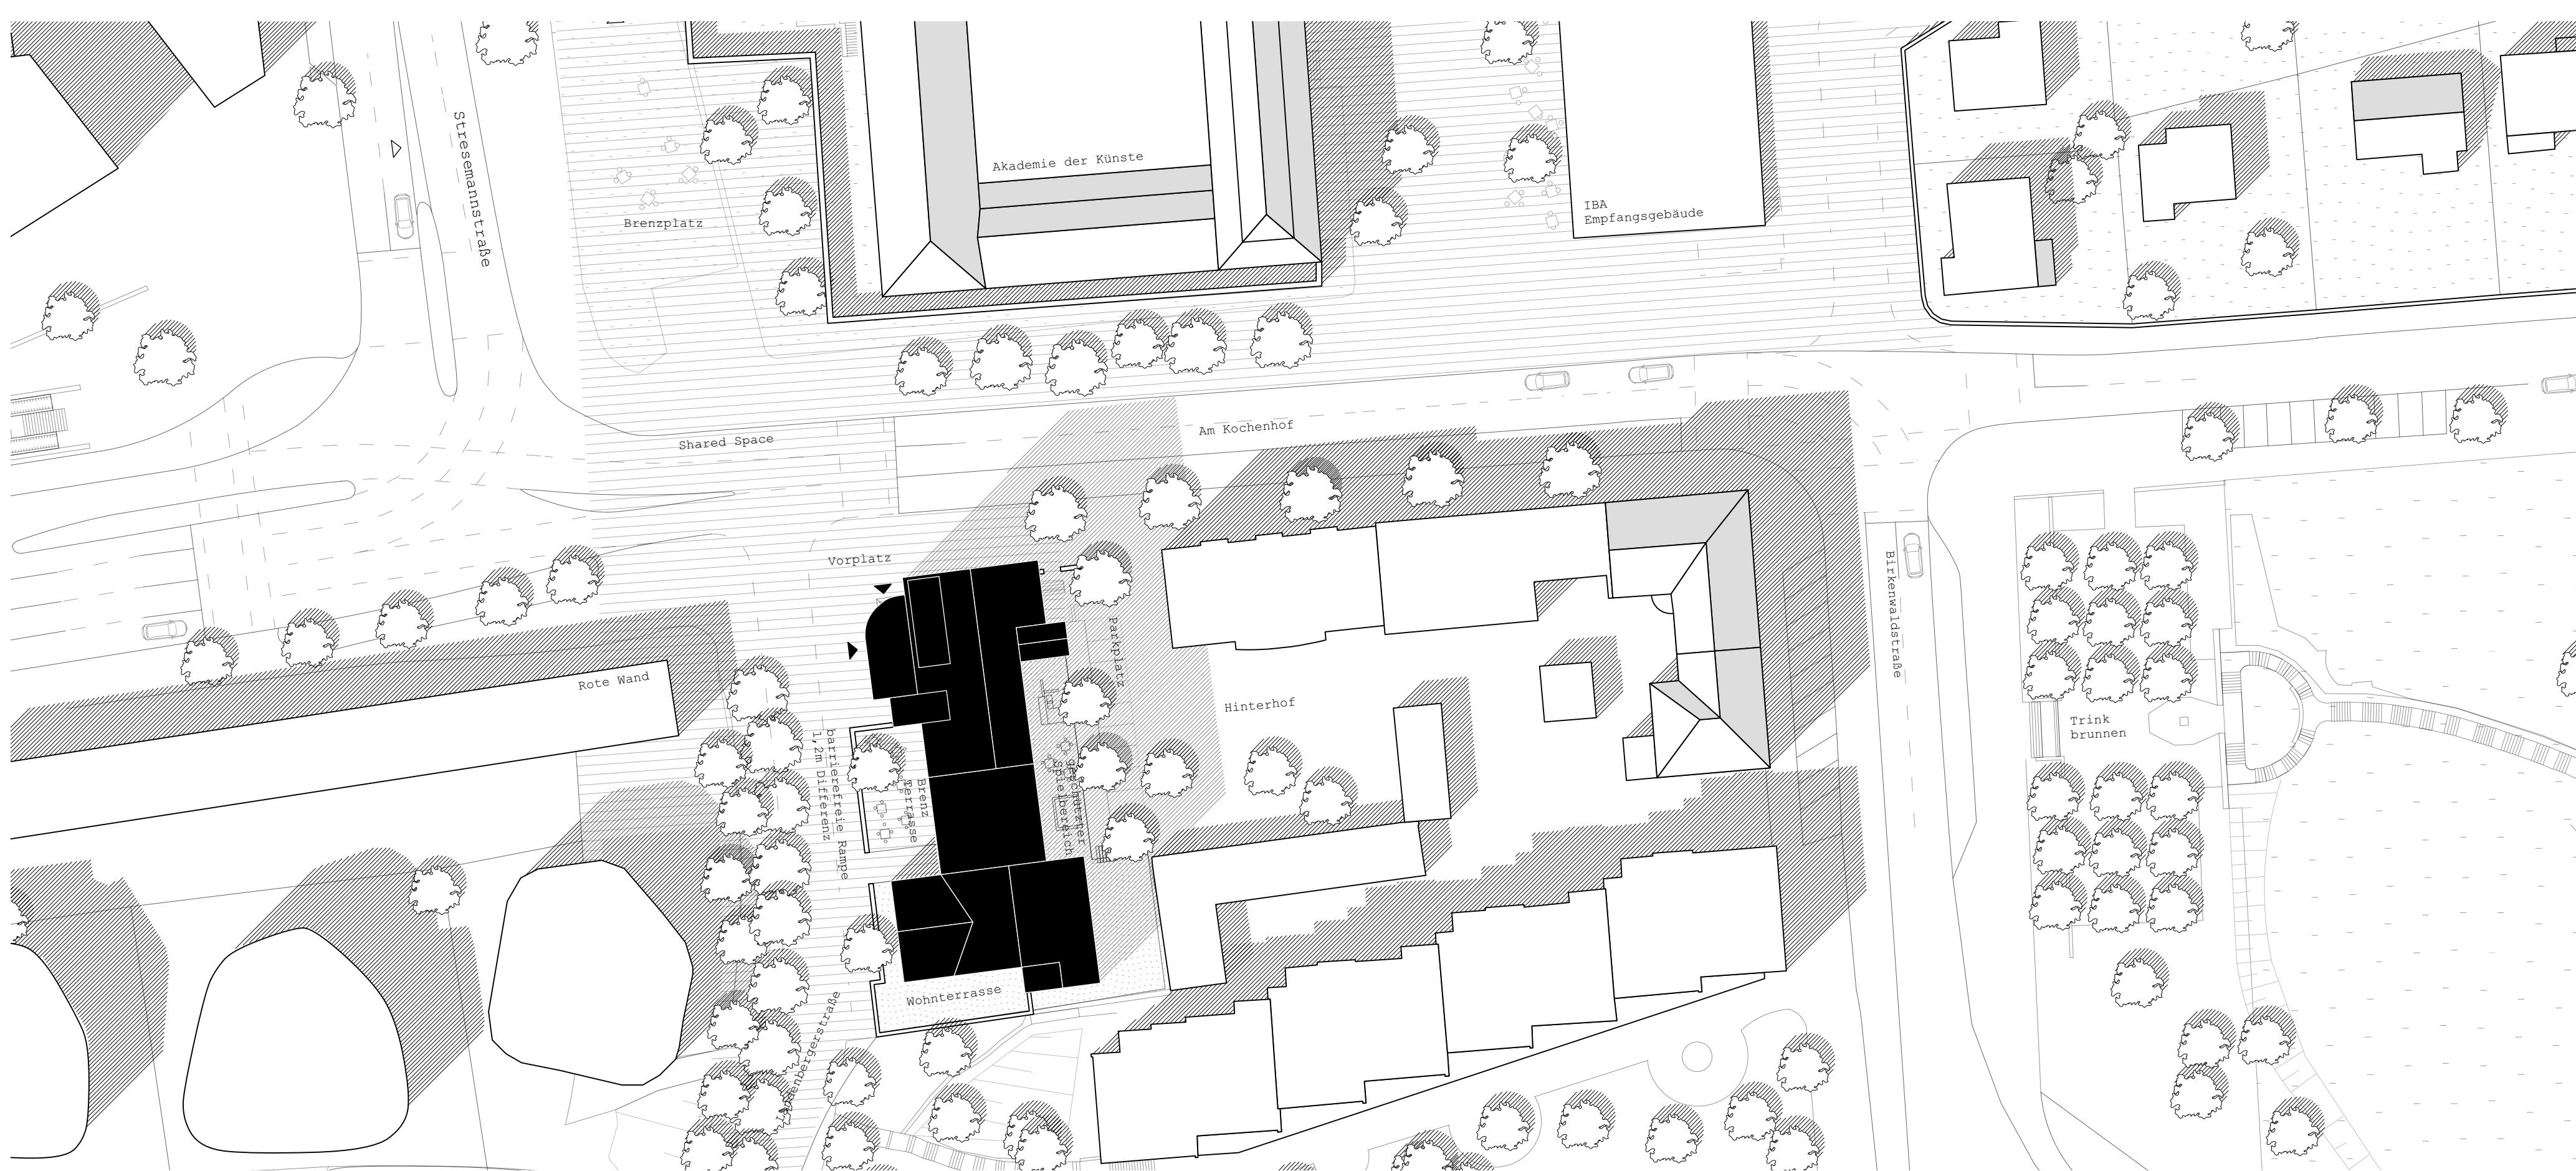 Stresemannstraße
Akademie der Künste
Brenzplatz
IBA
Empfangsgebäude
Shared Space
Am Kochenhof
Vorplatz
Parkplatz
Birkenwaldstraße
Rote Wand
Hinterhof
Trink
brunnen
barrierefreie Rampe
1,2m Differenz
Brenz
Terrasse
geschützter
Spielbereich
Wohnterrasse